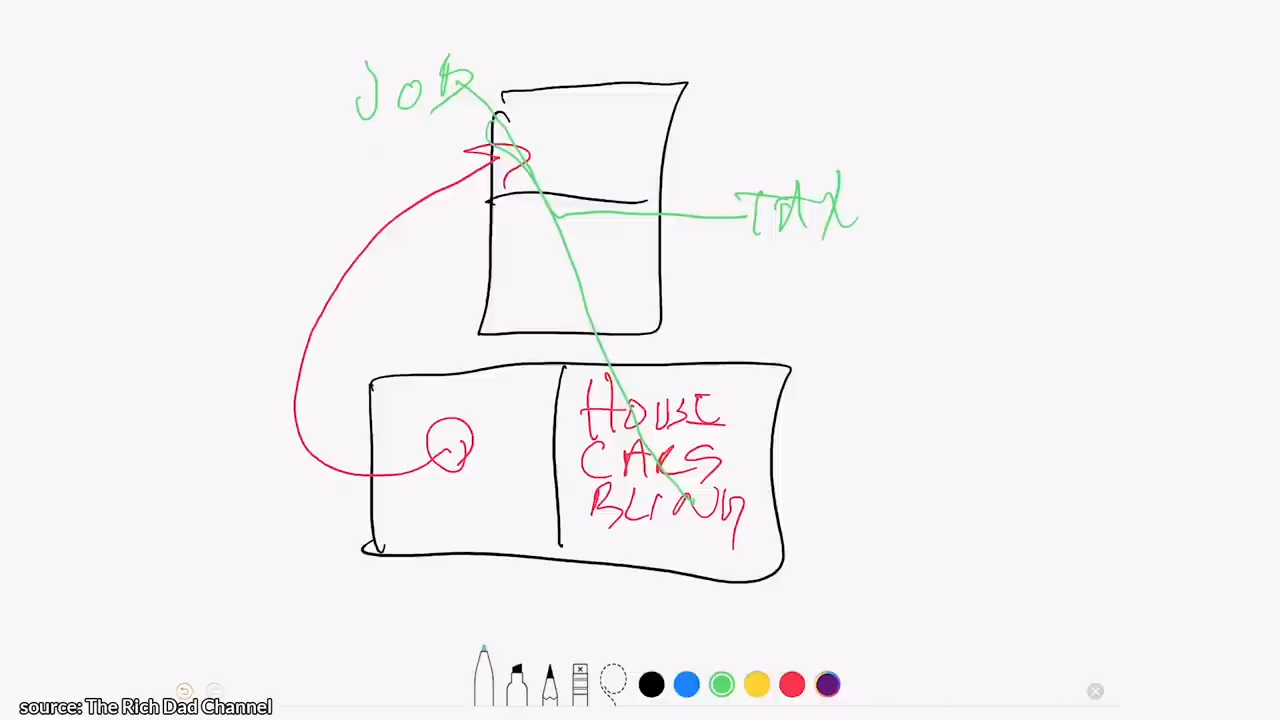 JOB
TAX
HOUSE
CARS
BLING
source: The Rich Dad Channel